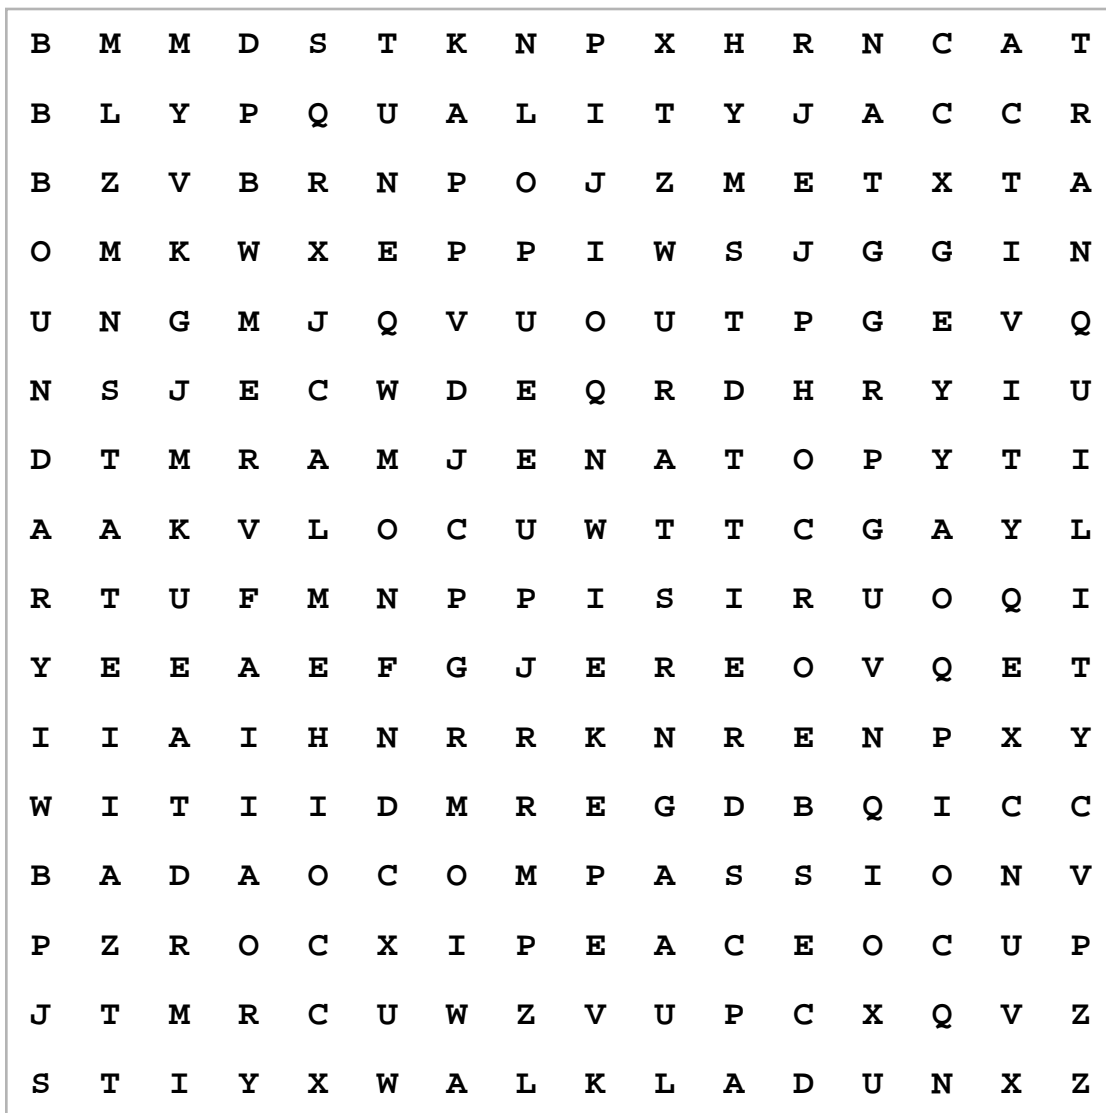 B M M D S T K N P X H R N C A T
B L Y P Q U A L I T Y J A C C R
B Z V B R N P O J Z M E T X T A
O M K W X E P P I W S J G G I N
U N G M J Q V U O U T P G E V Q
N S J E C W D E Q R D H R Y I U
D T M R A M J E N A T O P Y T I
A A K V L O C U W T T C G A Y L
R T U F M N P P I S I R U O Q I
Y E E A E F G J E R E O V Q E T
I I A I H N R R K N R E N P X Y
W I T I I D M R E G D B Q I C C
B A D A O C O M P A S S I O N V
P Z R O C X I P E A C E O C U P
J T M R C U W Z V U P C X Q V Z
S T I Y X W A L K L A D U N X Z